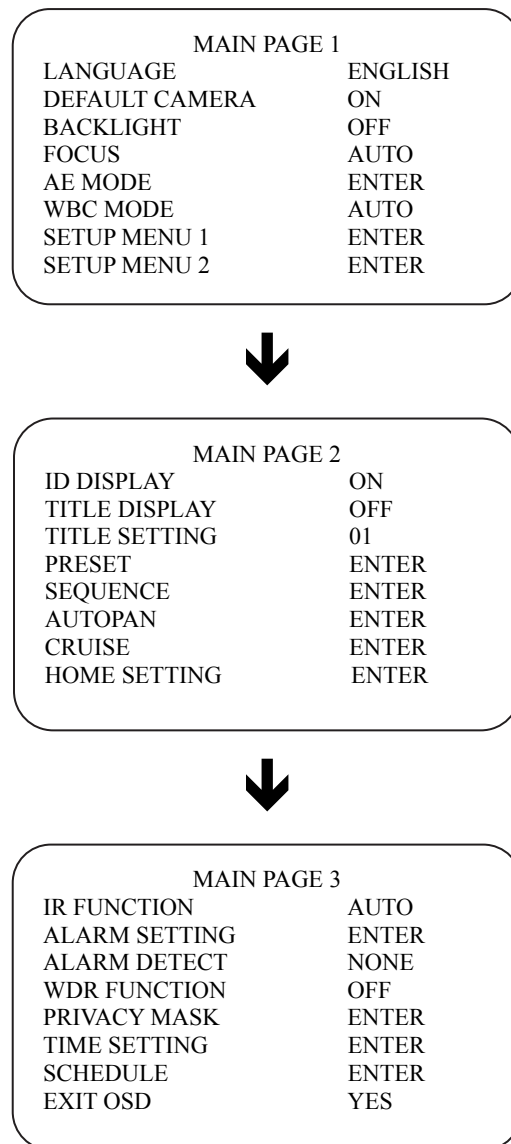 MAIN PAGE 1
LANGUAGE ENGLISH
DEFAULT CAMERA ON
BACKLIGHT OFF
FOCUS AUTO
AE MODE ENTER
WBC MODE AUTO
SETUP MENU 1 ENTER
SETUP MENU 2 ENTER
MAIN PAGE 2
ID DISPLAY ON
TITLE DISPLAY OFF
TITLE SETTING 01
PRESET ENTER
SEQUENCE ENTER
AUTOPAN ENTER
CRUISE ENTER
HOME SETTING ENTER
MAIN PAGE 3
IR FUNCTION AUTO
ALARM SETTING ENTER
ALARM DETECT NONE
WDR FUNCTION OFF
PRIVACY MASK ENTER
TIME SETTING ENTER
SCHEDULE ENTER
EXIT OSD YES